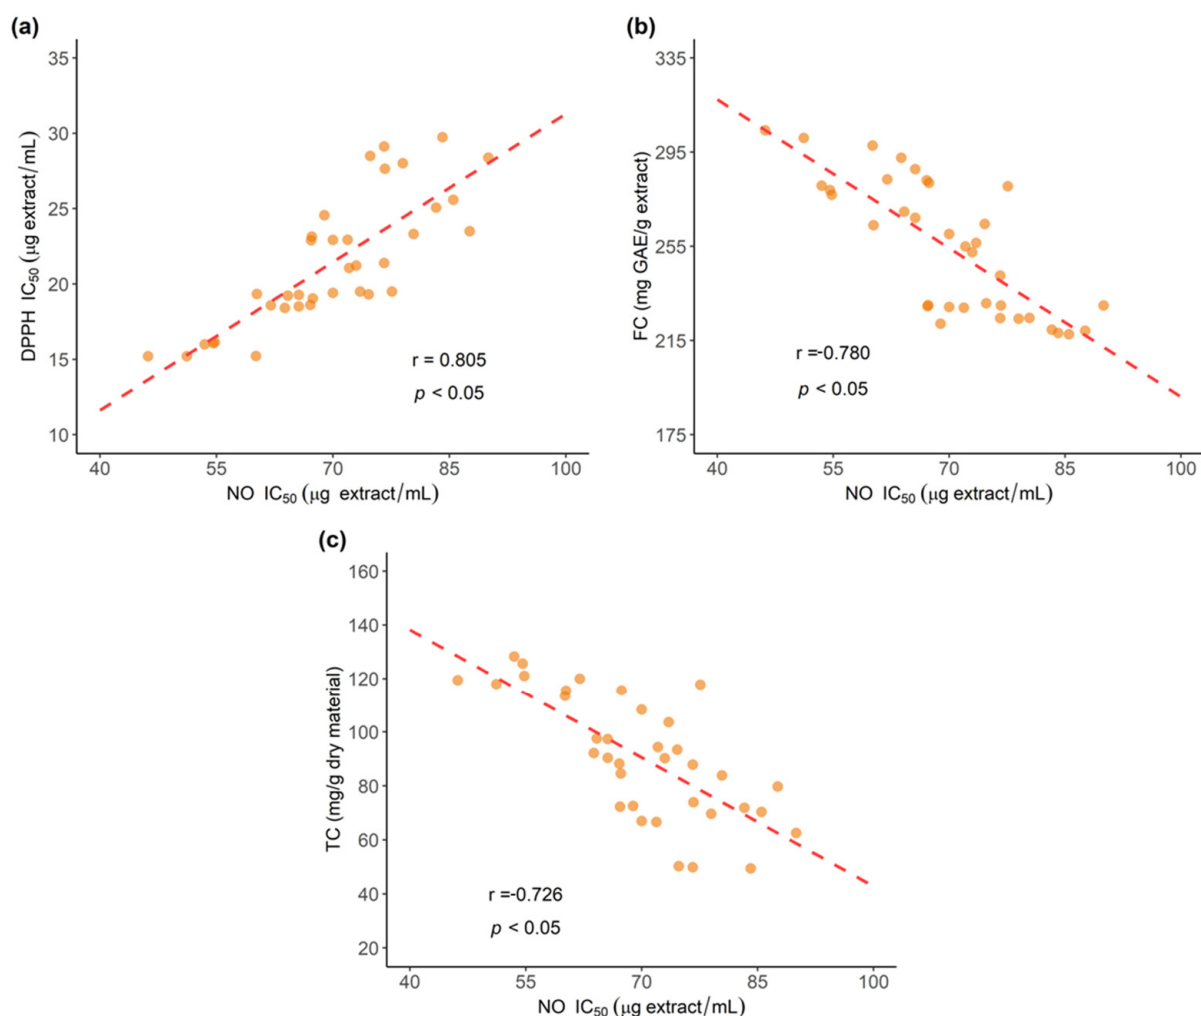 (a)
35
30
25
20
15
10
DPPH IC₅₀ (μg extract/mL)
r = 0.805
p < 0.05
40 55 70 85 100
NO IC₅₀ (μg extract/mL)
(b)
335
295
255
215
175
FC (mg GAE/g extract)
r =-0.780
p < 0.05
40 55 70 85 100
NO IC₅₀ (μg extract/mL)
(c)
160
140
120
100
80
60
40
20
TC (mg/g dry material)
r =-0.726
p < 0.05
40 55 70 85 100
NO IC₅₀ (μg extract/mL)